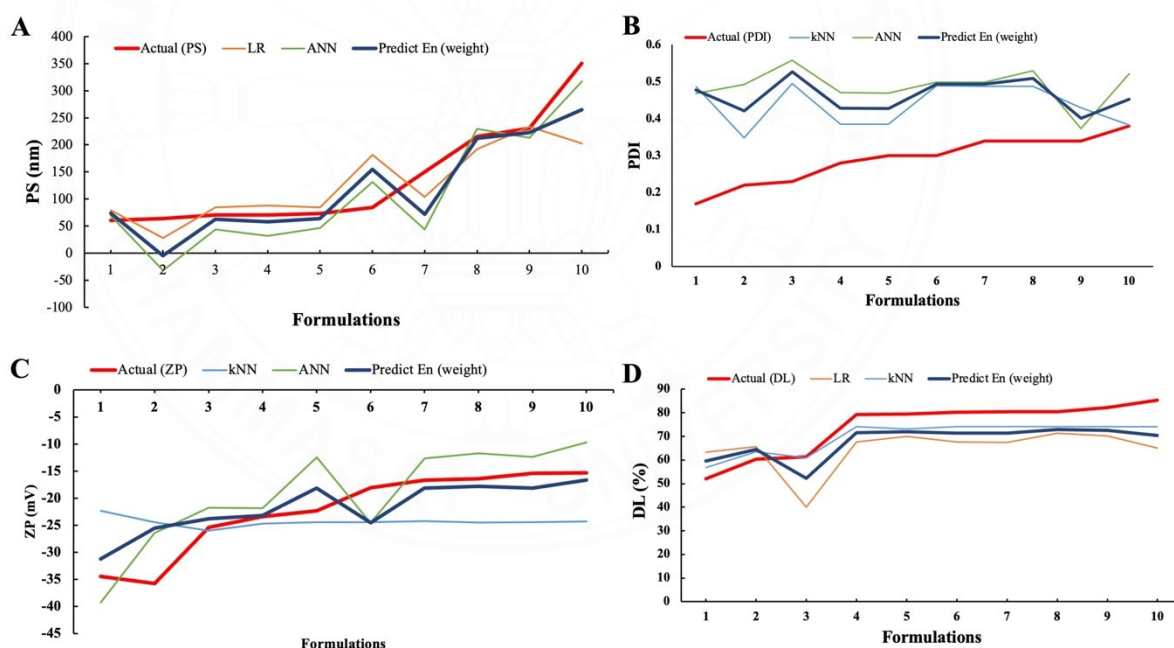 A
Actual (PS) LR ANN Predict En (weight)
PS (nm)
400
350
300
250
200
150
100
50
0
-50
-100
1 2 3 4 5 6 7 8 9 10
Formulations
B
Actual (PDI) kNN ANN Predict En (weight)
PDI
0.6
0.5
0.4
0.3
0.2
0.1
0
1 2 3 4 5 6 7 8 9 10
Formulations
C
Actual (ZP) kNN ANN Predict En (weight)
ZP (mV)
0
-5
-10
-15
-20
-25
-30
-35
-40
-45
1 2 3 4 5 6 7 8 9 10
Formulations
D
Actual (DL) LR kNN Predict En (weight)
DL (%)
90
80
70
60
50
40
30
20
10
0
1 2 3 4 5 6 7 8 9 10
Formulations